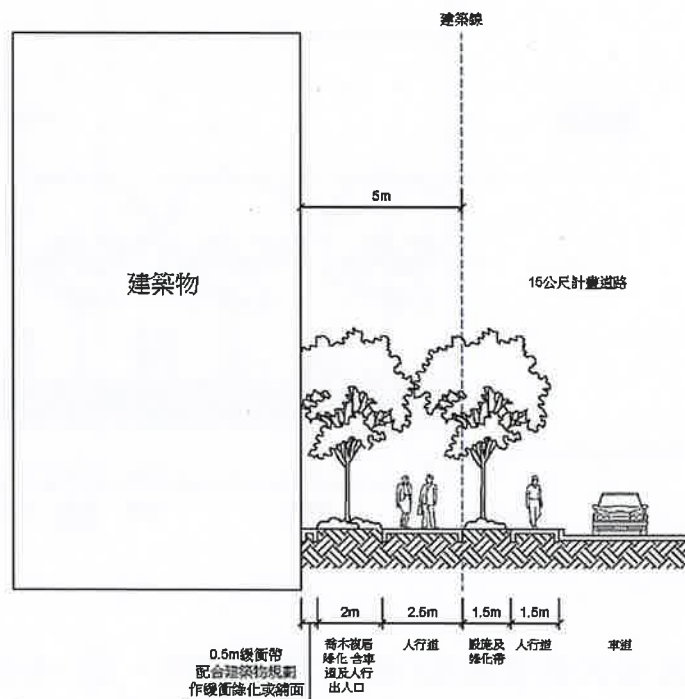 建築線
5m
建築物
15公尺計畫道路
2m
2.5m
1.5m
1.5m
0.5m緩衝帶
配合建築物規劃
作緩衝綠化或鋪面
喬木複層
綠化 含車
道及人行
出入口
人行道
設施及
綠化帶
人行道
車道